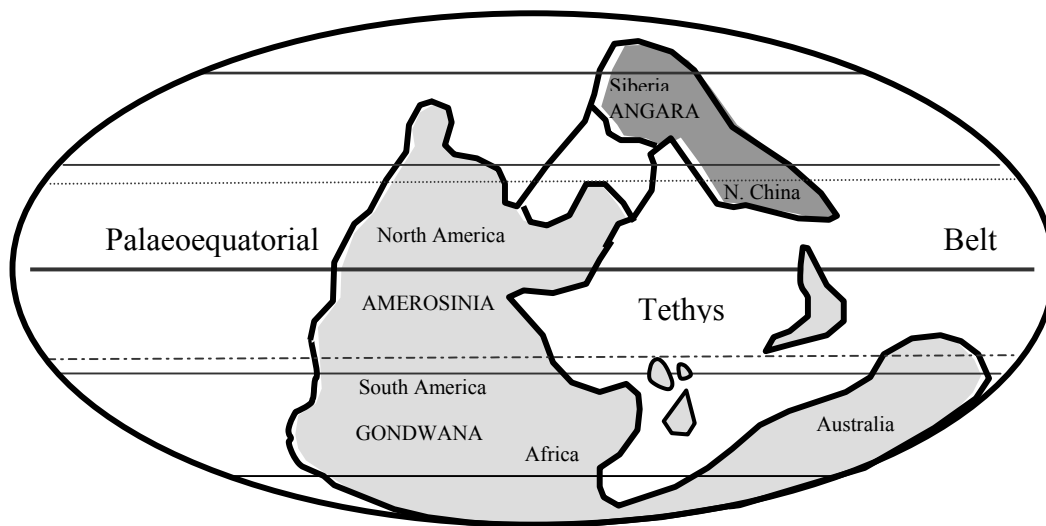 Siberia
ANGARA
N. China
Palaeoequatorial
North America
Belt
AMEROSINIA
Tethys
South America
GONDWANA
Australia
Africa